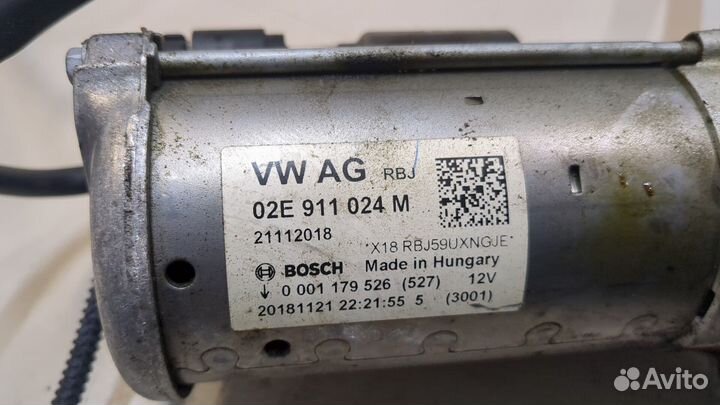 VW AG RBJ
02E 911 024 M
21112018
*X18 RBJ59UXNGJE*
BOSCH Made in Hungary
↓ 0 001 179 526 (527) 12V
20181121 22:21:55 5 (3001)
Avito